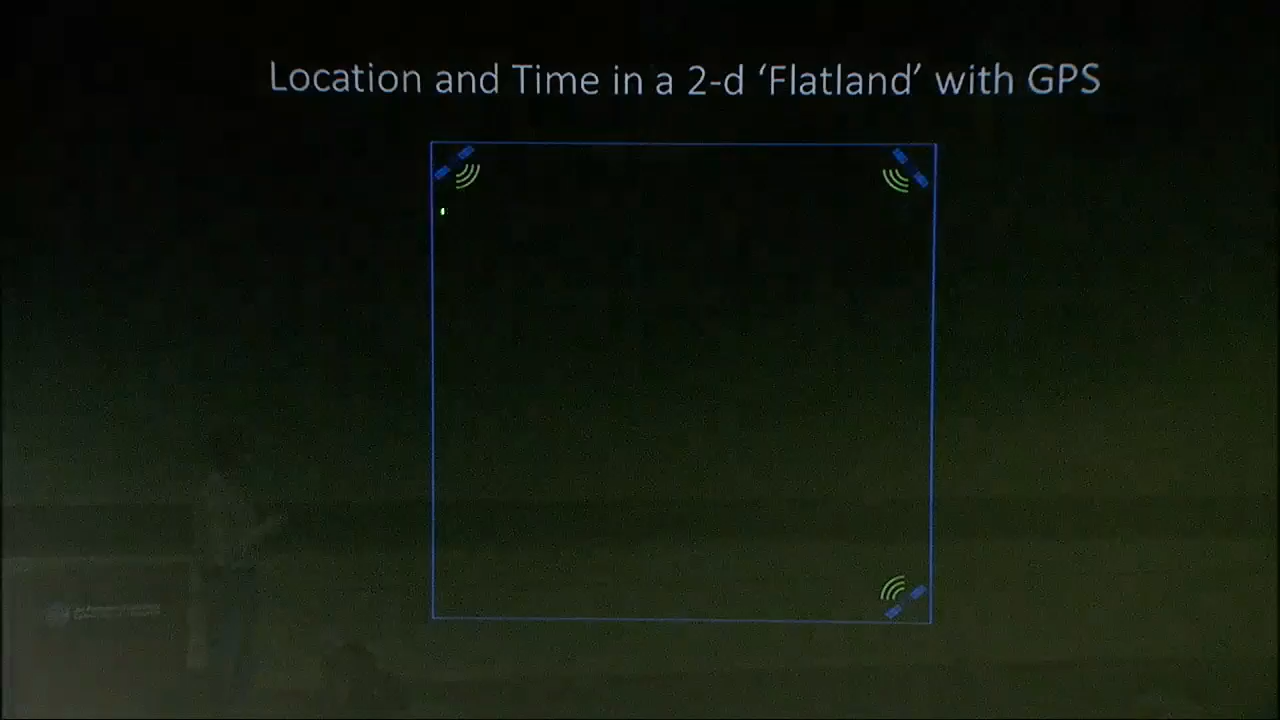 Location and Time in a 2-d ‘Flatland’ with GPS